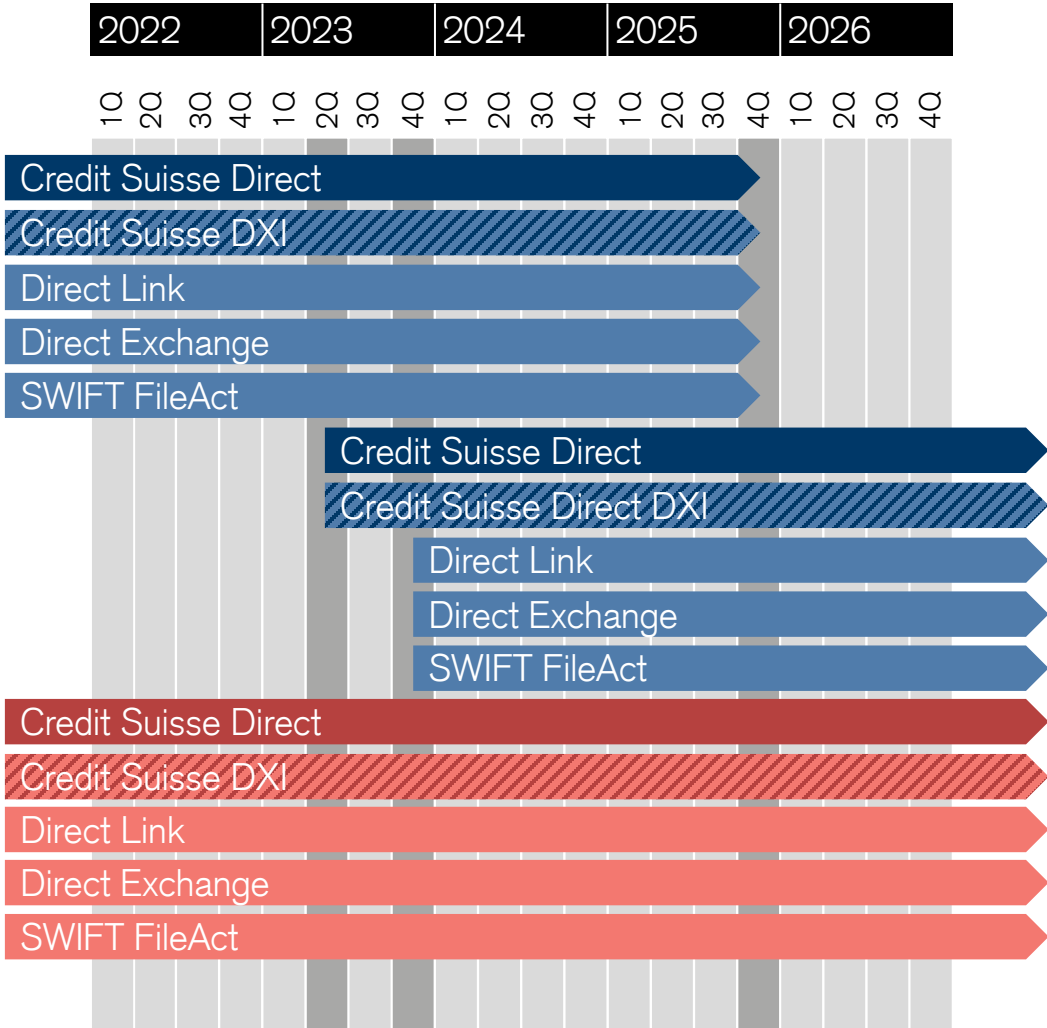 2022 2023 2024 2025 2026
1Q 2Q 3Q 4Q 1Q 2Q 3Q 4Q 1Q 2Q 3Q 4Q 1Q 2Q 3Q 4Q 1Q 2Q 3Q 4Q
Credit Suisse Direct
Credit Suisse DXI
Direct Link
Direct Exchange
SWIFT FileAct
Credit Suisse Direct
Credit Suisse Direct DXI
Direct Link
Direct Exchange
SWIFT FileAct
Credit Suisse Direct
Credit Suisse DXI
Direct Link
Direct Exchange
SWIFT FileAct